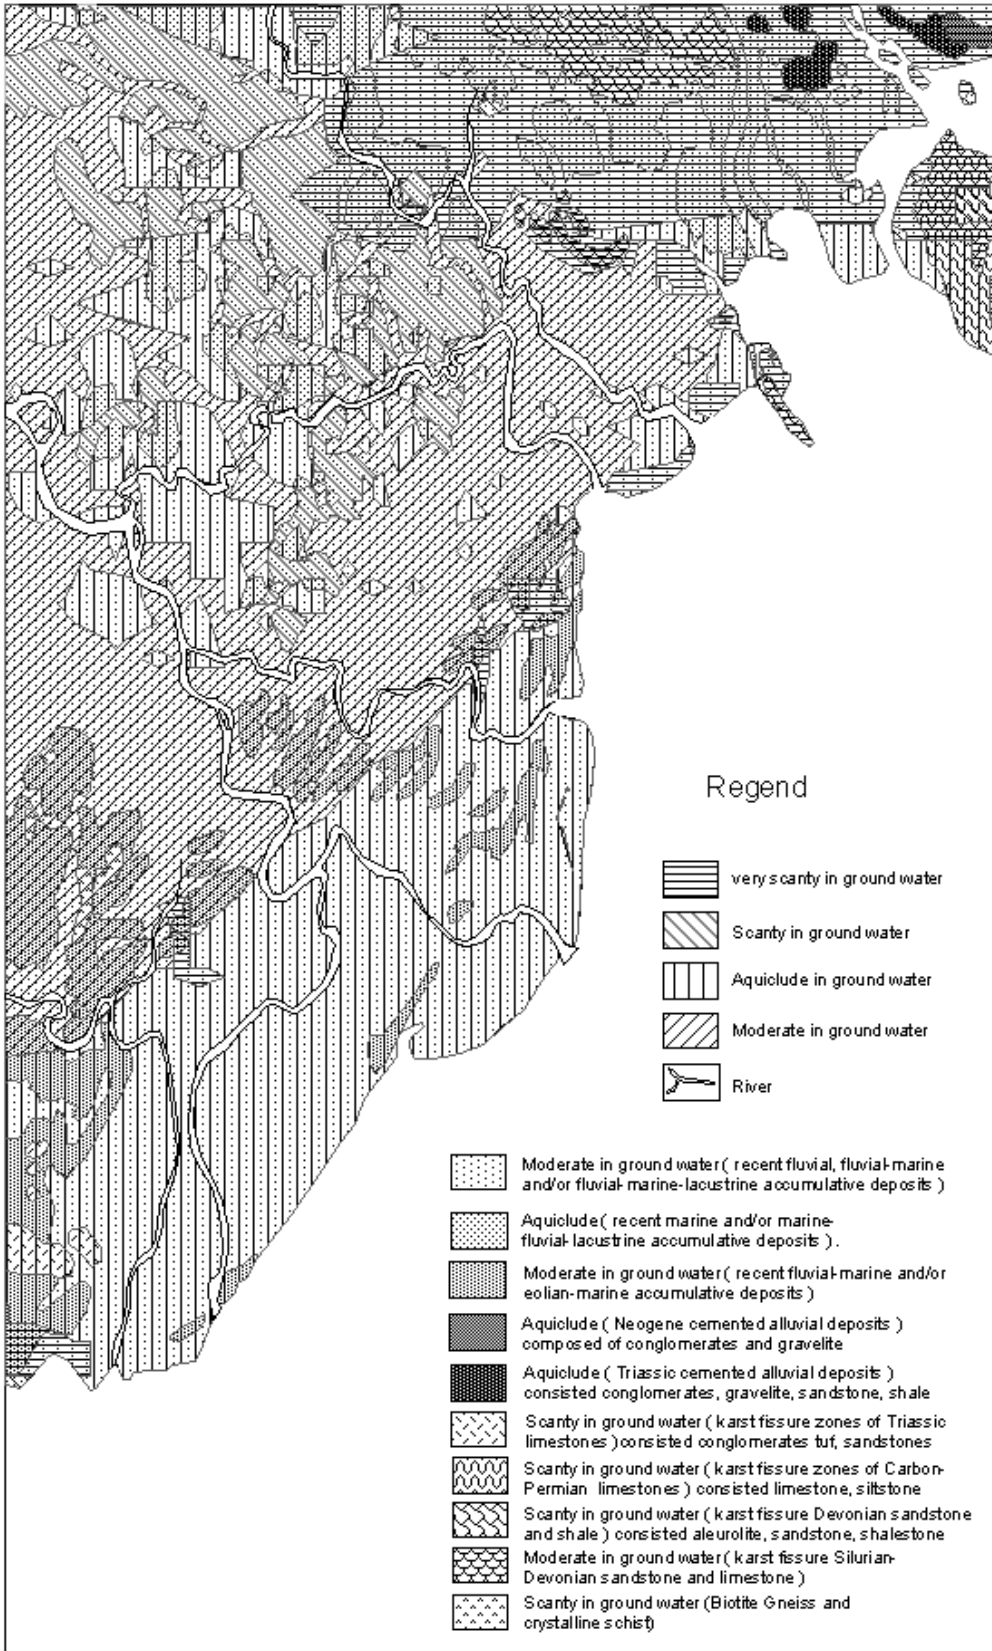 Regend
very scanty in ground water
Scanty in ground water
Aquiclude in ground water
Moderate in ground water
River
Moderate in ground water ( recent fluvial, fluvial-marine
and/or fluvial-marine-lacustrine accumulative deposits )
Aquiclude ( recent marine and/or marine-
fluvial-lacustrine accumulative deposits ).
Moderate in ground water ( recent fluvial-marine and/or
eolian-marine accumulative deposits )
Aquiclude ( Neogene cemented alluvial deposits )
composed of conglomerates and gravelite
Aquiclude ( Triassic cemented alluvial deposits )
consisted conglomerates, gravelite, sandstone, shale
Scanty in ground water ( karst fissure zones of Triassic
limestones ) consisted conglomerates tuf, sandstones
Scanty in ground water ( karst fissure zones of Carbon-
Permian limestones ) consisted limestone, siltstone
Scanty in ground water ( karst fissure Devonian sandstone
and shale ) consisted aleurolite, sandstone, shalestone
Moderate in ground water ( karst fissure Silurian-
Devonian sandstone and limestone )
Scanty in ground water (Biotite Gneiss and
crystalline schist)